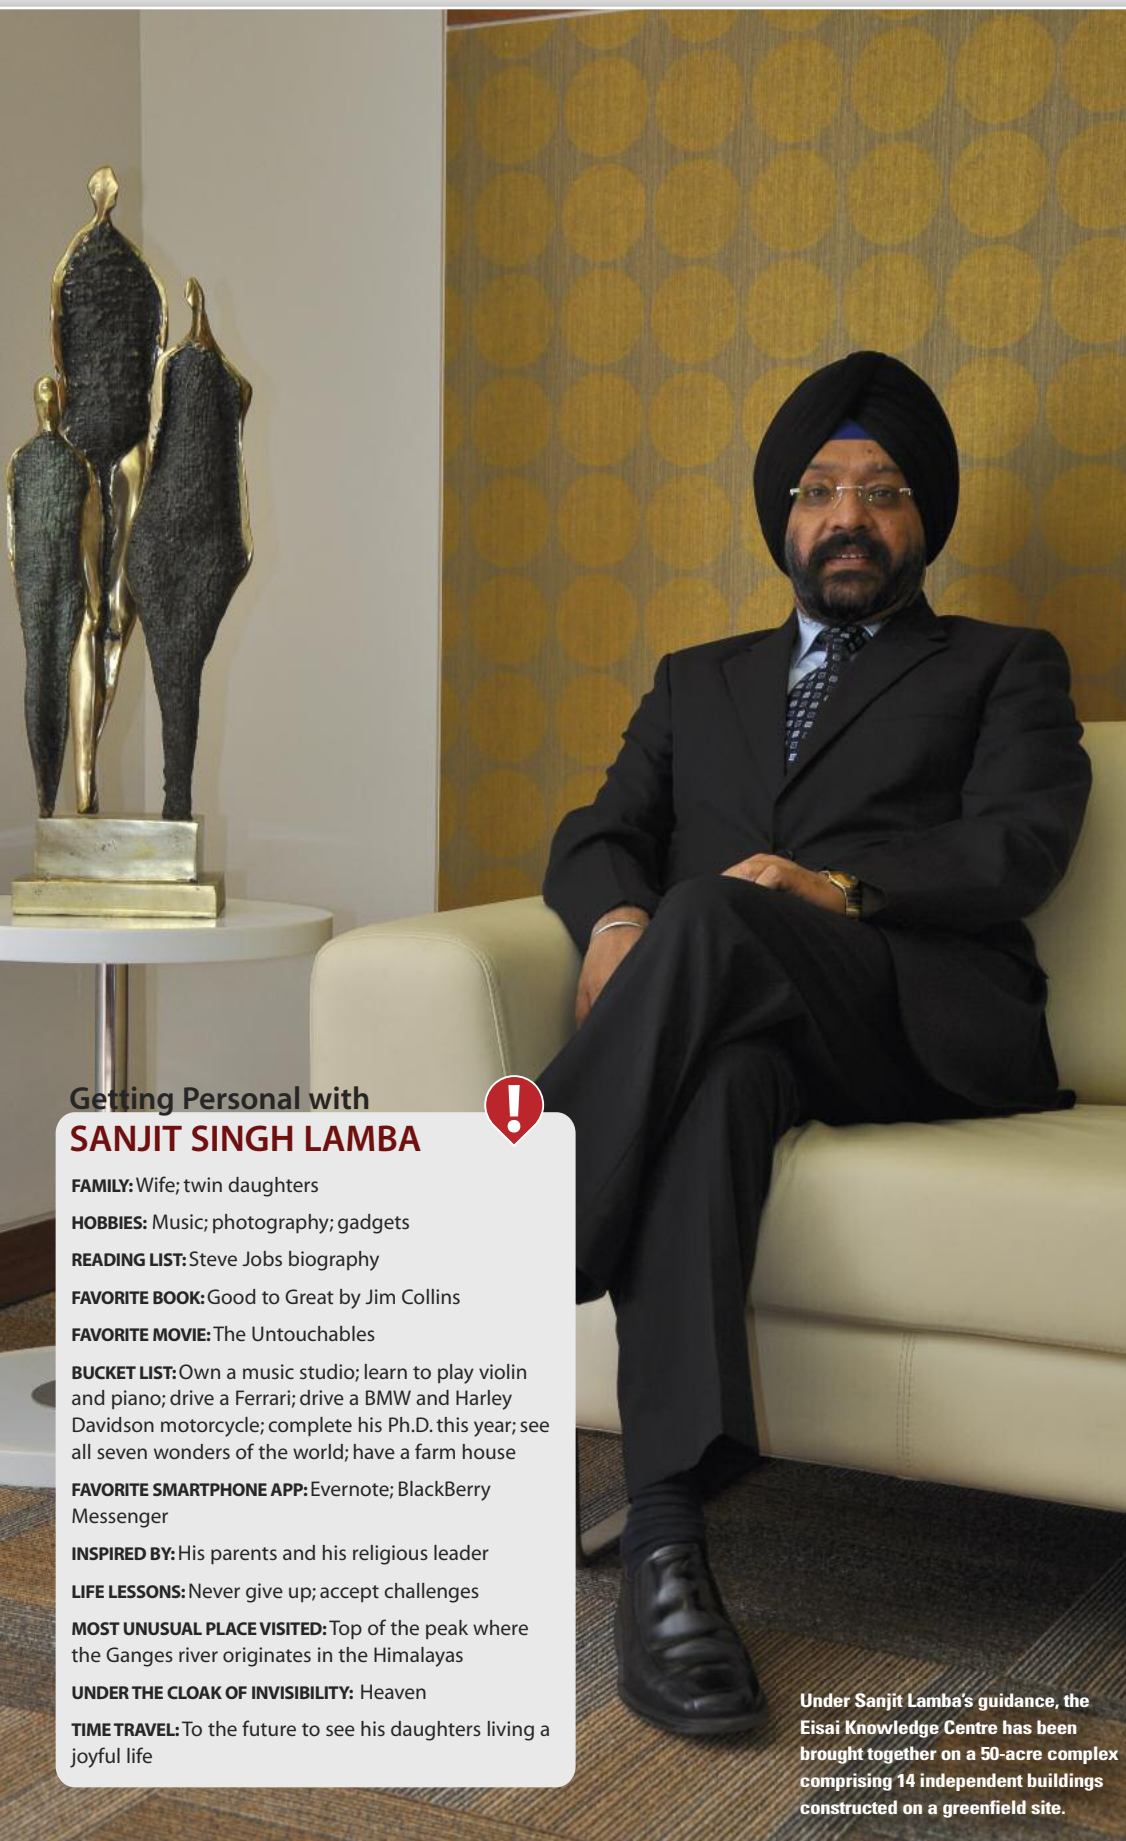 Getting Personal with
SANJIT SINGH LAMBA
!
FAMILY: Wife; twin daughters
HOBBIES: Music; photography; gadgets
READING LIST: Steve Jobs biography
FAVORITE BOOK: Good to Great by Jim Collins
FAVORITE MOVIE: The Untouchables
BUCKET LIST: Own a music studio; learn to play violin
and piano; drive a Ferrari; drive a BMW and Harley
Davidson motorcycle; complete his Ph.D. this year; see
all seven wonders of the world; have a farm house
FAVORITE SMARTPHONE APP: Evernote; BlackBerry
Messenger
INSPIRED BY: His parents and his religious leader
LIFE LESSONS: Never give up; accept challenges
MOST UNUSUAL PLACE VISITED: Top of the peak where
the Ganges river originates in the Himalayas
UNDER THE CLOAK OF INVISIBILITY: Heaven
TIME TRAVEL: To the future to see his daughters living a
joyful life
Under Sanjit Lamba's guidance, the
Eisai Knowledge Centre has been
brought together on a 50-acre complex
comprising 14 independent buildings
constructed on a greenfield site.